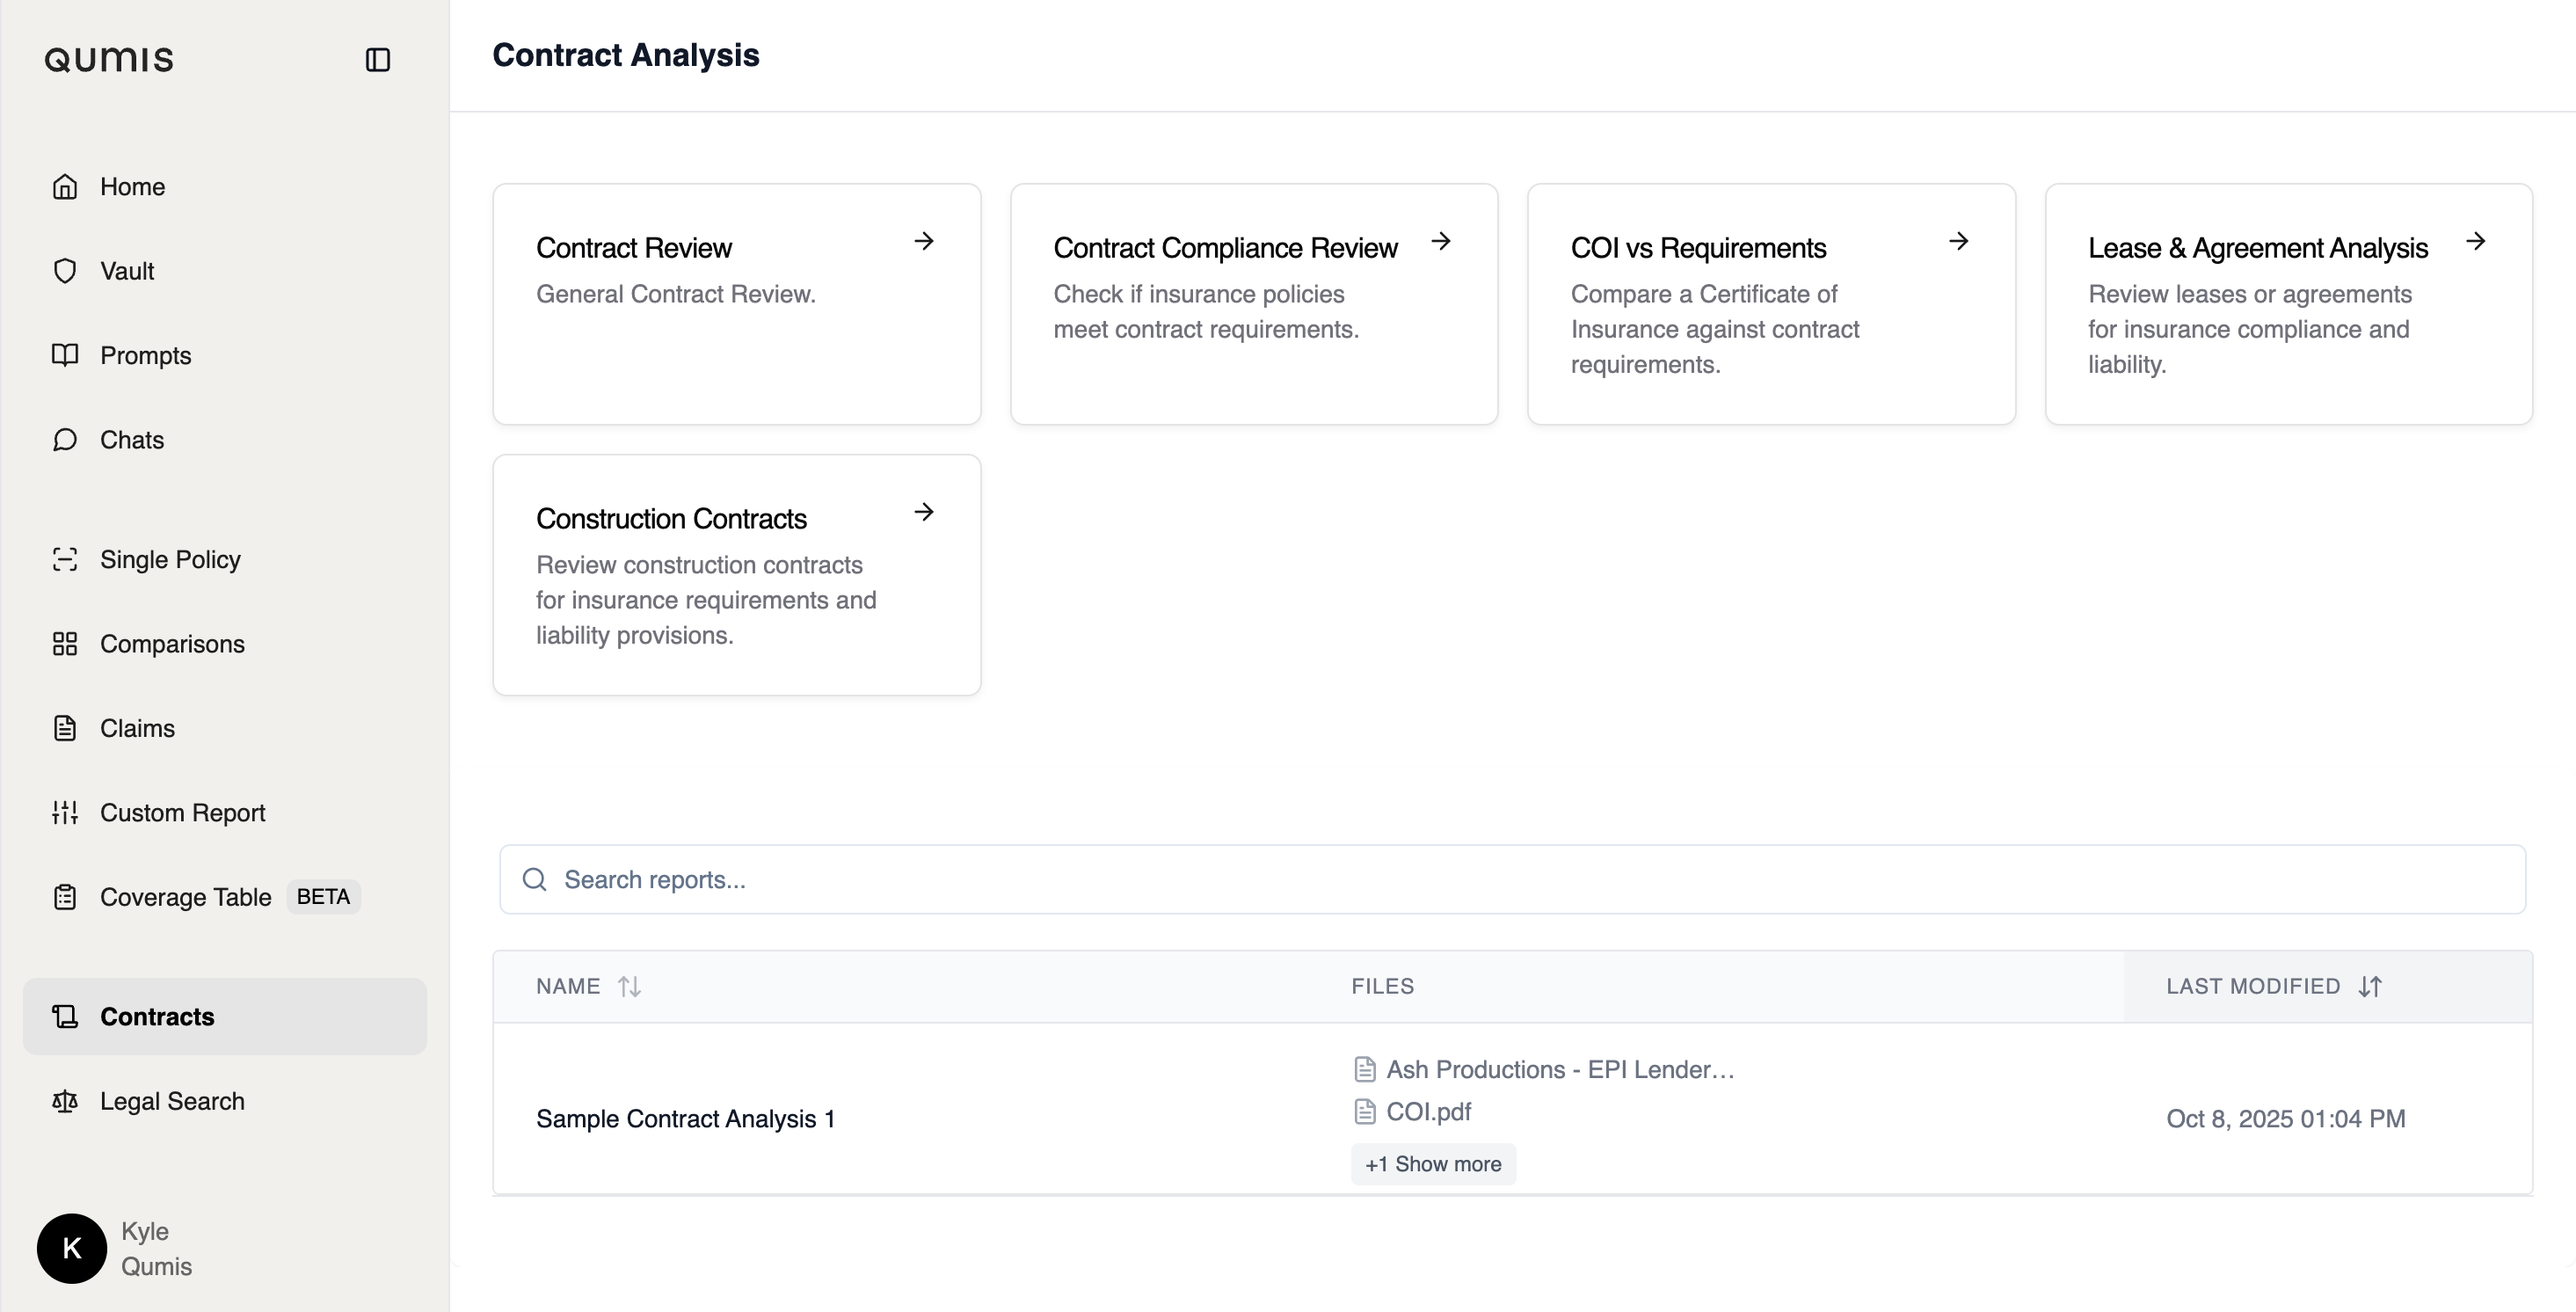 QUMIS
Home
Vault
Prompts
Chats
Single Policy
Comparisons
Claims
Custom Report
Coverage Table BETA
Contracts
Legal Search
K
Kyle
Qumis
Contract Analysis
Contract Review
General Contract Review.
Contract Compliance Review
Check if insurance policies
meet contract requirements.
COI vs Requirements
Compare a Certificate of
Insurance against contract
requirements.
Lease & Agreement Analysis
Review leases or agreements
for insurance compliance and
liability.
Construction Contracts
Review construction contracts
for insurance requirements and
liability provisions.
Search reports...
NAME FILES LAST MODIFIED
Sample Contract Analysis 1
Ash Productions - EPI Lender…
COI.pdf
+1 Show more
Oct 8, 2025 01:04 PM